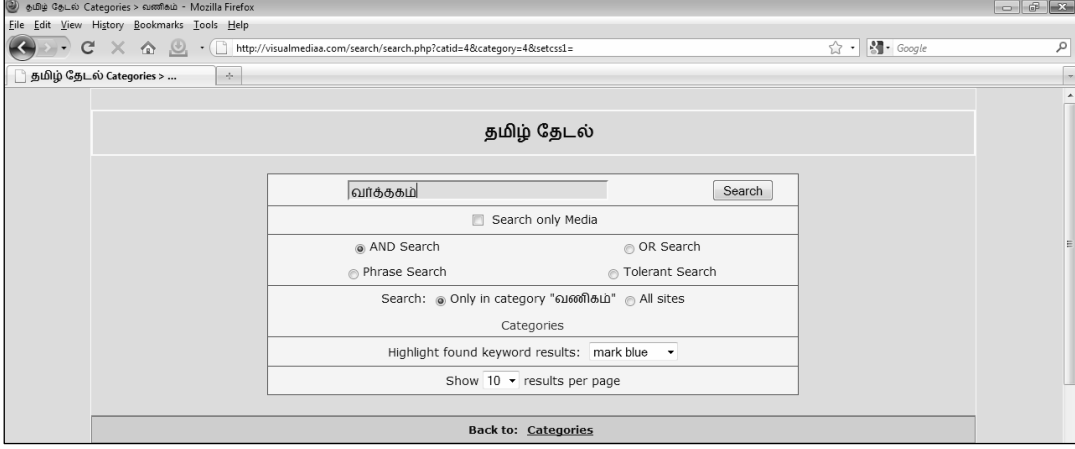 தமிழ் தேடல் Categories > வணிகம் - Mozilla Firefox
File Edit View History Bookmarks Tools Help
http://visualmediaa.com/search/search.php?catid=4&category=4&setcss1= Google
தமிழ் தேடல் Categories > ...
தமிழ் தேடல்
வர்த்தகம் Search
Search only Media
AND Search OR Search
Phrase Search Tolerant Search
Search: Only in category "வணிகம்" All sites
Categories
Highlight found keyword results: mark blue
Show 10 results per page
Back to: Categories